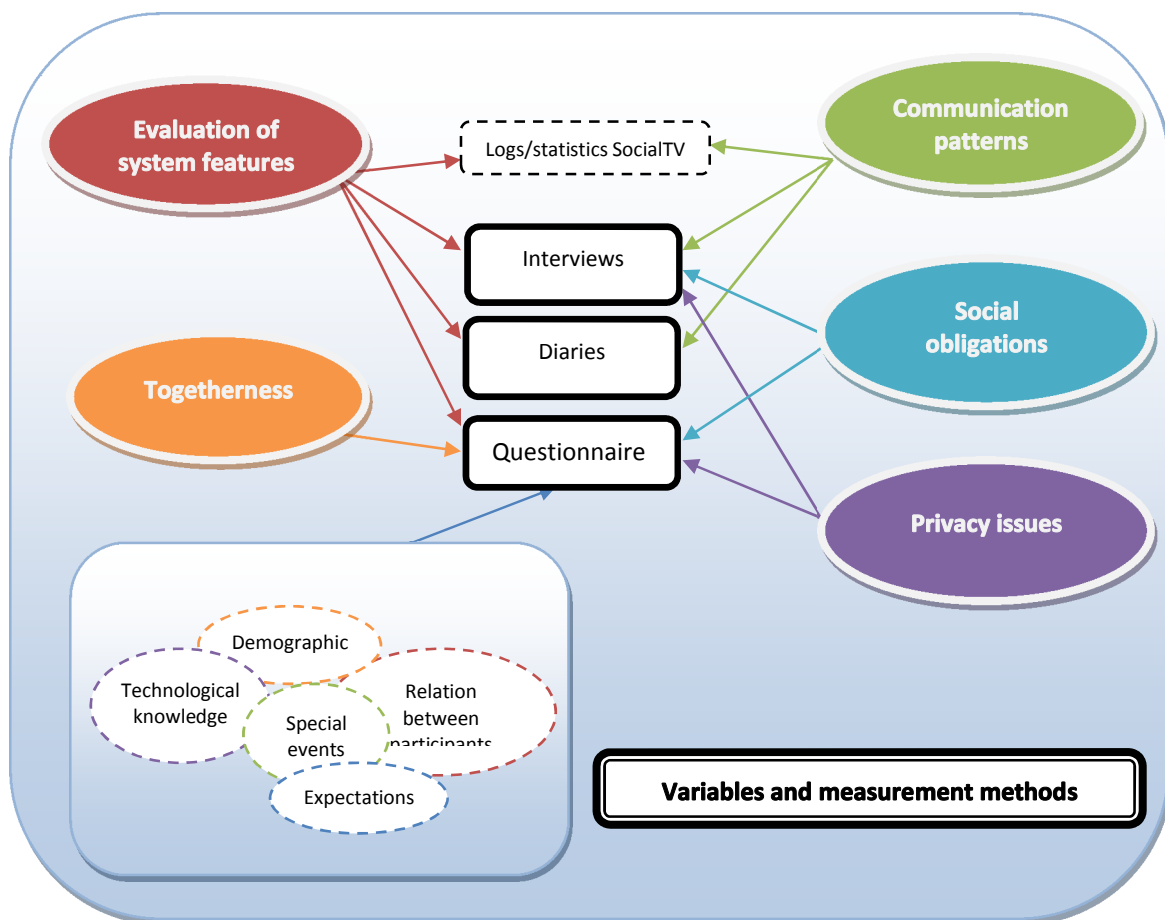 Evaluation of
system features
Communication
patterns
Logs/statistics SocialTV
Interviews
Social
obligations
Diaries
Togetherness
Questionnaire
Privacy issues
Demographic
Technological
knowledge
Relation
between
participants
Special
events
Expectations
Variables and measurement methods